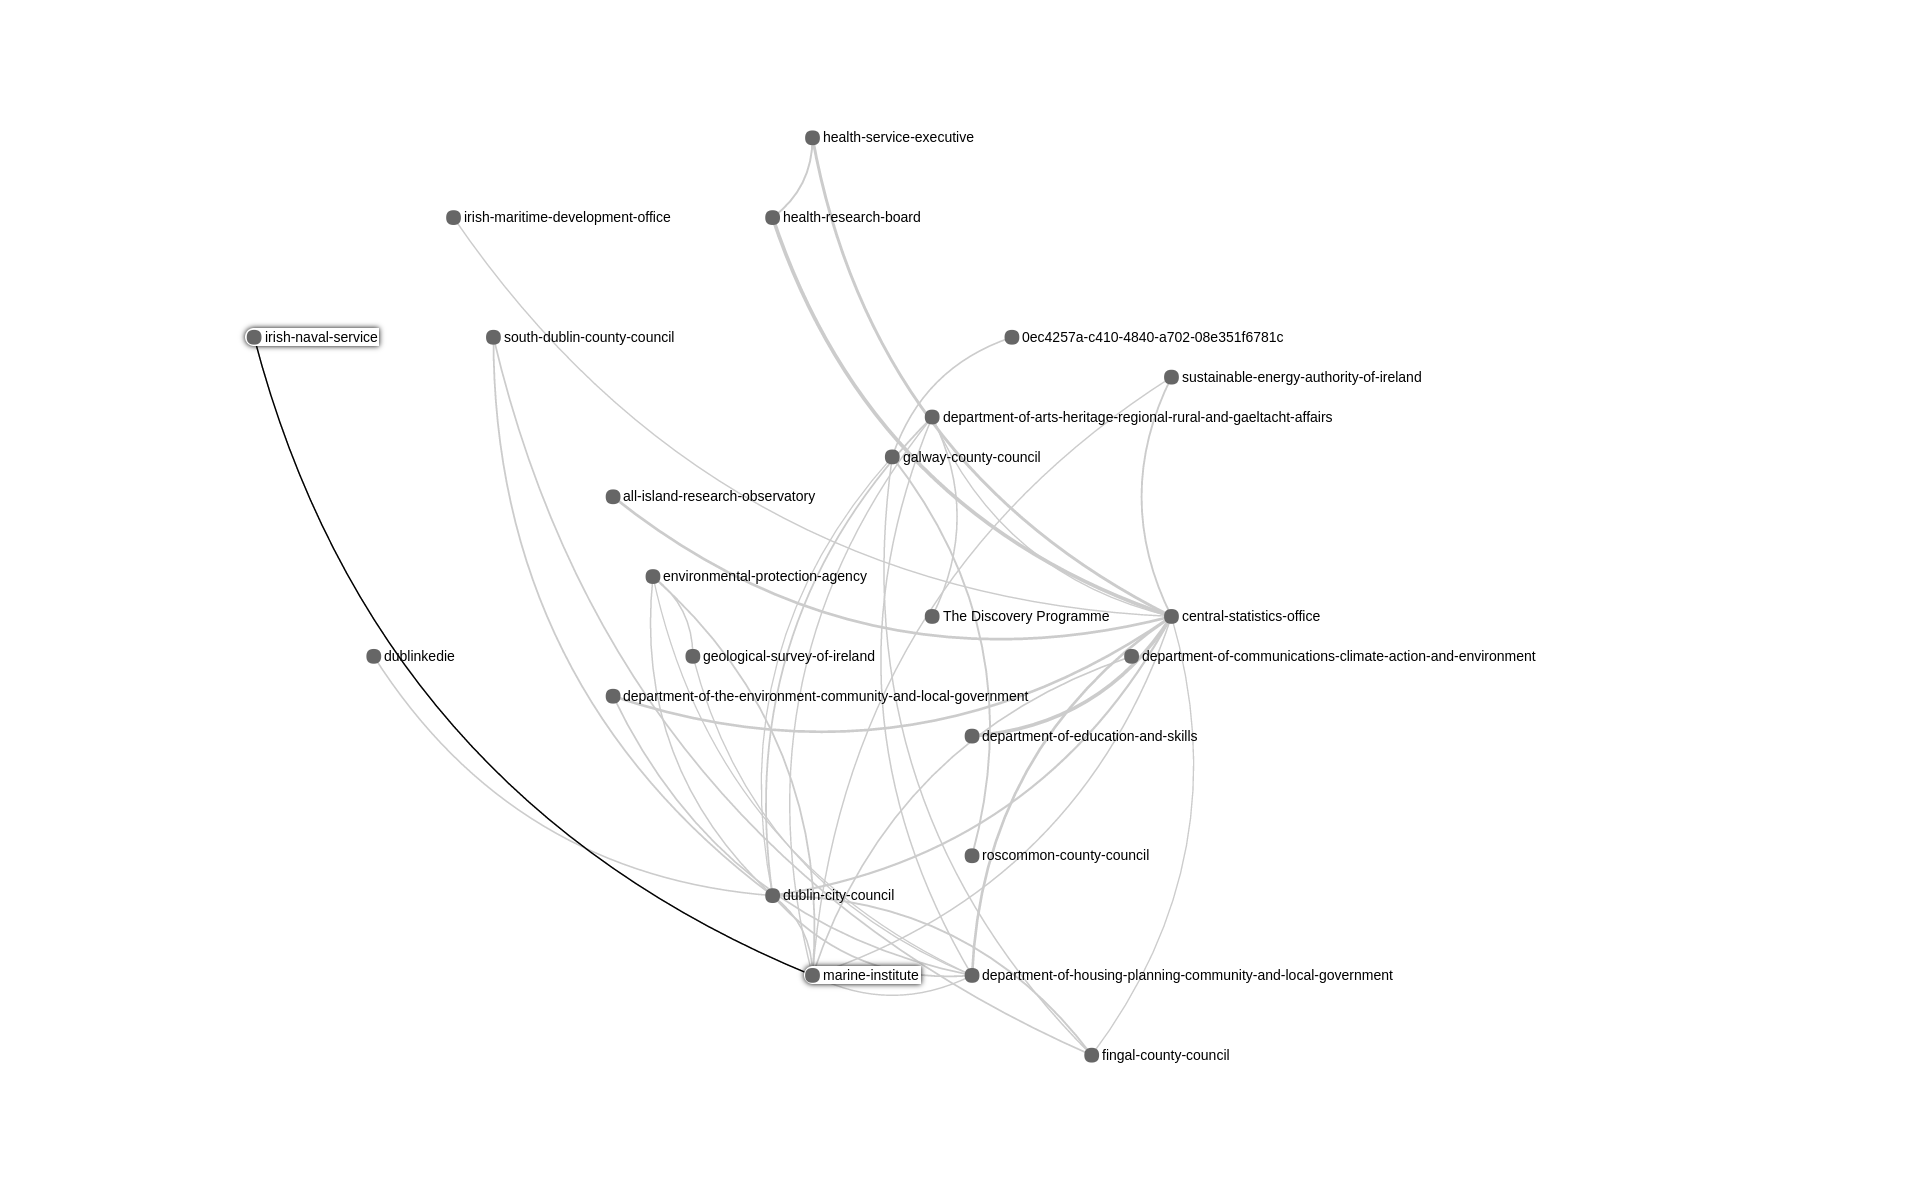 health-service-executive
irish-maritime-development-office
health-research-board
irish-naval-service
south-dublin-county-council
0ec4257a-c410-4840-a702-08e351f6781c
sustainable-energy-authority-of-ireland
department-of-arts-heritage-regional-rural-and-gaeltacht-affairs
galway-county-council
all-island-research-observatory
environmental-protection-agency
The Discovery Programme
central-statistics-office
dublinkedie
geological-survey-of-ireland
department-of-communications-climate-action-and-environment
department-of-the-environment-community-and-local-government
department-of-education-and-skills
roscommon-county-council
dublin-city-council
marine-institute
department-of-housing-planning-community-and-local-government
fingal-county-council